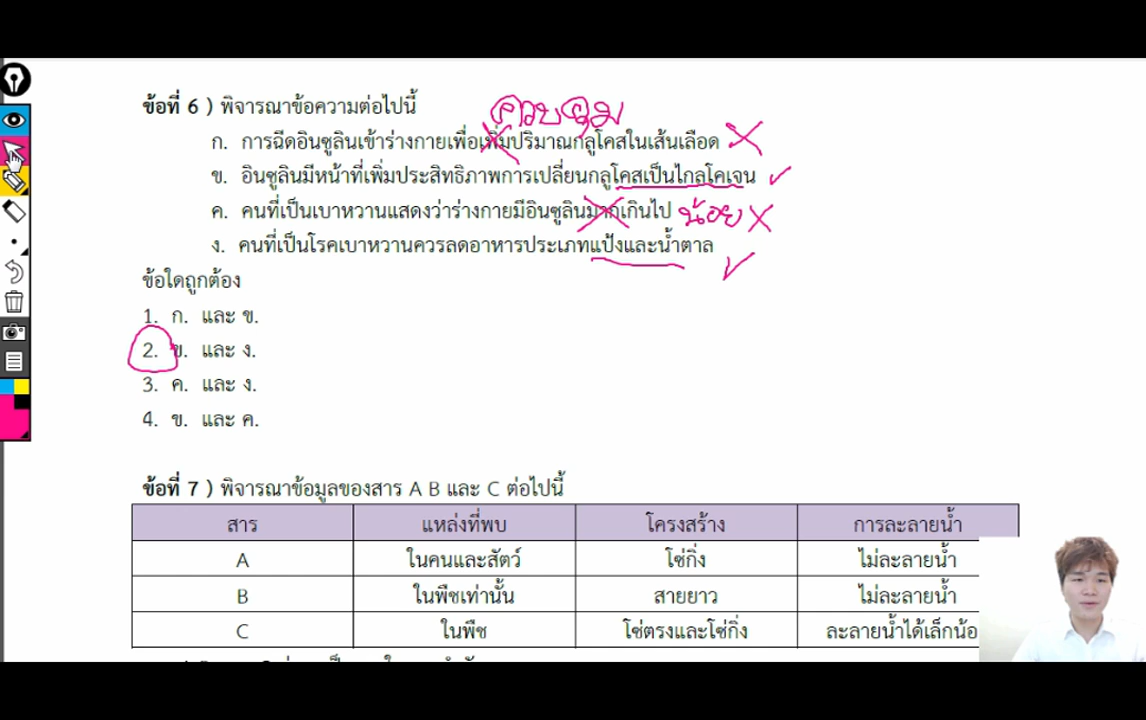 ข้อที่ 6 ) พิจารณาข้อความต่อไปนี้
ควบคุม
ก. การฉีดอินซูลินเข้าร่างกายเพื่อเพิ่มปริมาณกลูโคสในเส้นเลือด
ข. อินซูลินมีหน้าที่เพิ่มประสิทธิภาพการเปลี่ยนกลูโคสเป็นไกลโคเจน
ค. คนที่เป็นเบาหวานแสดงว่าร่างกายมีอินซูลินมากเกินไป น้อย
ง. คนที่เป็นโรคเบาหวานควรลดอาหารประเภทแป้งและน้ำตาล
ข้อใดถูกต้อง
1. ก. และ ข.
2. ข. และ ง.
3. ค. และ ง.
4. ข. และ ค.
ข้อที่ 7 ) พิจารณาข้อมูลของสาร A B และ C ต่อไปนี้
สาร แหล่งที่พบ โครงสร้าง การละลายน้ำ
A ในคนและสัตว์ โซ่กิ่ง ไม่ละลายน้ำ
B ในพืชเท่านั้น สายยาว ไม่ละลายน้ำ
C ในพืช โซ่ตรงและโซ่กิ่ง ละลายน้ำได้เล็กน้อ